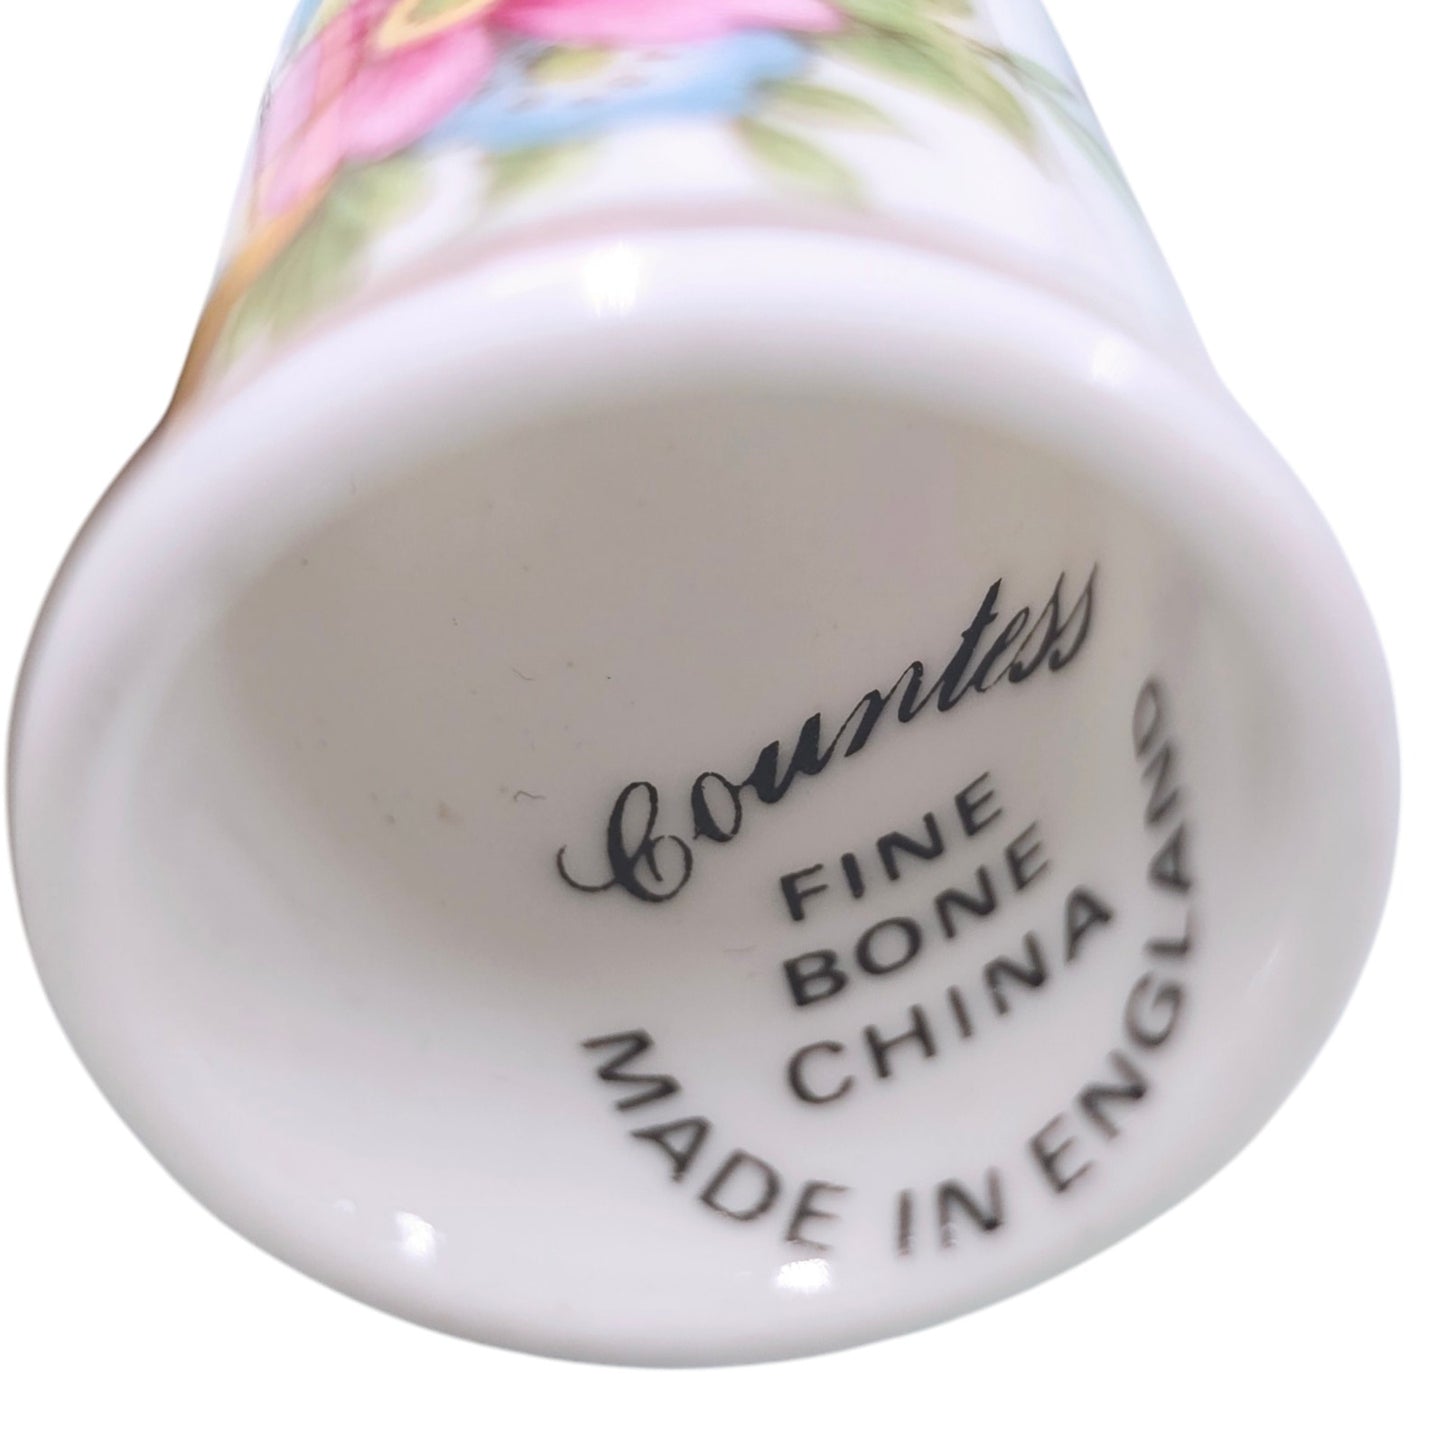 Countess
FINE
BONE
CHINA
MADE IN ENGLAND